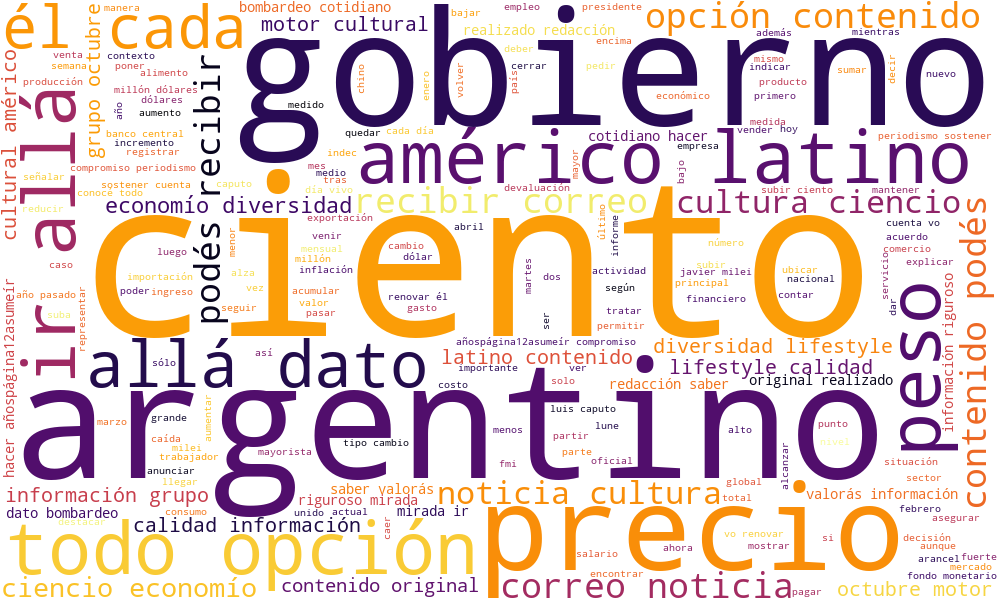 él cada
manera
bombardeo cotidiano
bajar
empleo
presidente
opción contenido
motor cultural
realizado redacción
además
mientras
encima
gobierno
deber
cerrar
pedir
indicar
mismo
sumar
decir
nuevo
grupo octubre
venta
contexto
semana
poner
producción
alimento
millón dólares
dólares
año
aumento
banco central
incremento
registrar
compromiso periodismo
señalar
sostener cuenta
conoce todo
reducir
cultural américo
allá
podés recibir
chino
enero
volver
país
económico
producto
primero
medido
quedar
cada día
medida
vender
hoy
periodismo sostener
cotidiano hacer
empresa
indec
mes
medio
tras
caputo
día vivo
américo latino
mayor
bajo
devaluación
subir ciento
mantener
economío diversidad
recibir correo
cultura ciencio
exportación
venir
mensual
millón
inflación
abril
cambio
dólar
último
informe
número
subir
cuenta vo
acuerdo
comercio
explicar
caso
luego
menor
importación
alza
poder
ingreso
vez
seguir
acumular
valor
pasar
renovar él
gasto
martes
dos
ser
actividad
según
tratar
permitir
javier milei
principal
financiero
ubicar
nacional
contar
servicio
dar
ciento
año pasado
suba
representar
ir
peso
información riguroso
contenido podés
allá dato
sólo
así
añospágina12asumeír compromiso
latino contenido
importante
ver
diversidad lifestyle
lifestyle calidad
costo
solo
redacción saber
original realizado
hacer añospágina12asumeir
argentino
marzo
grande
aumentar
caída
milei
trabajador
anunciar
llegar
mayorista
tipo cambio
menos
fmi
luis caputo
lune
partir
parte
oficial
alto
alcanzar
punto
nivel
situación
sector
global
total
información grupo
saber valorás
riguroso mirada
noticia cultura
valorás información
dato bombardeo
consumo
unido
actual
mirada ir
febrero
asegurar
destacar
calidad información
caer
precio
vo renovar
si
decisión
aunque
todo opción
salario
ahora
mostrar
arancel
fuerte
mercado
fondo monetario
encontrar
ciencio economío
contenido original
correo noticia
pagar
octubre motor